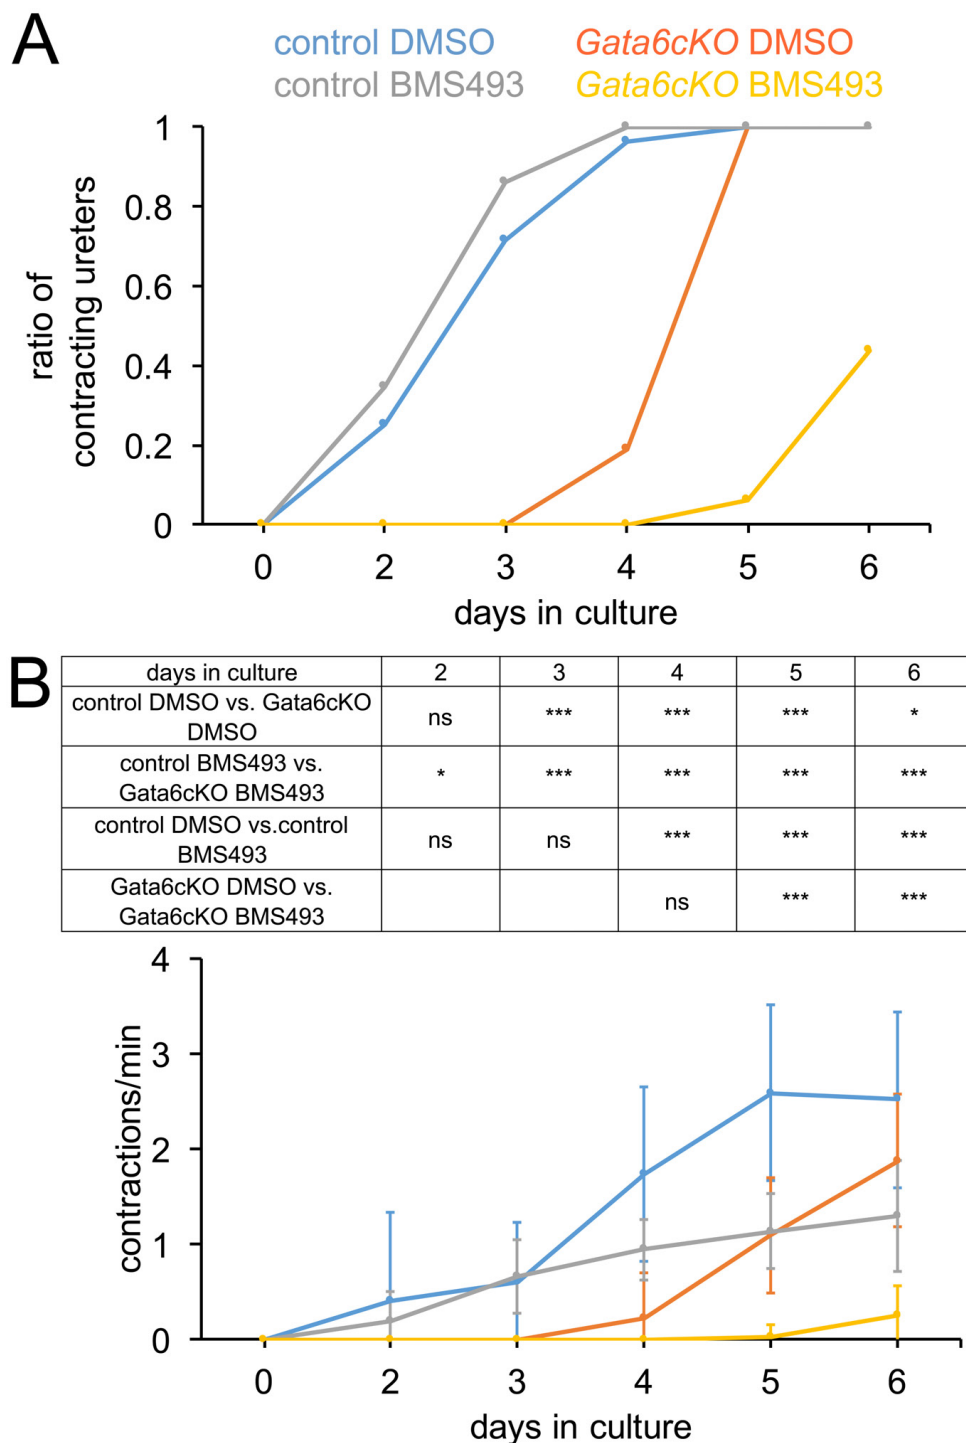 A
control DMSO Gata6cKO DMSO
control BMS493 Gata6cKO BMS493
1
0.8
0.6
0.4
0.2
0
ratio of
contracting ureters
0 2 3 4 5 6
days in culture
B
days in culture 2 3 4 5 6
control DMSO vs. Gata6cKO
DMSO
ns *** *** *** *
control BMS493 vs.
Gata6cKO BMS493
* *** *** *** ***
control DMSO vs.control
BMS493
ns ns *** *** ***
Gata6cKO DMSO vs.
Gata6cKO BMS493
ns *** ***
4
3
2
1
0
contractions/min
0 2 3 4 5 6
days in culture